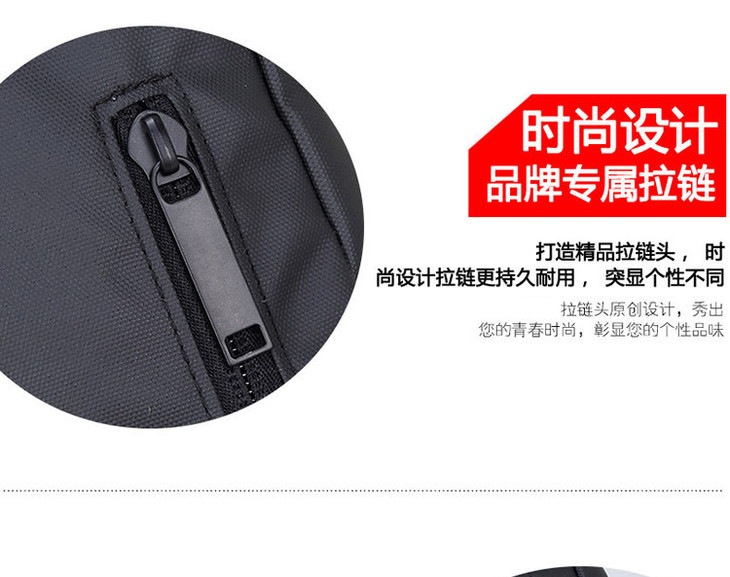 时尚设计
品牌专属拉链
打造精品拉链头， 时
尚设计拉链更持久耐用， 突显个性不同
拉链头原创设计，秀出
您的青春时尚，彰显您的个性品味